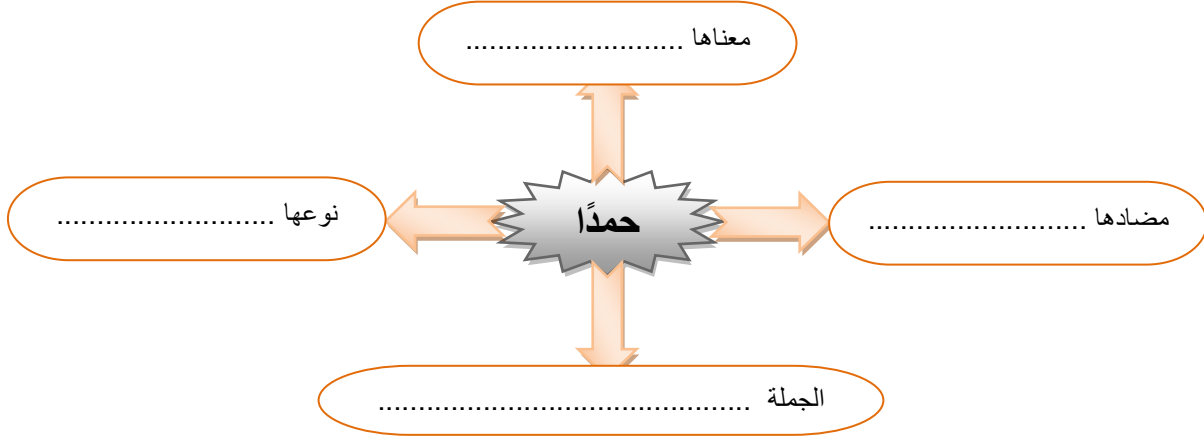 معناها ...........................
مضادها ...........................
حمدًا
نوعها ...........................
الجملة ..............................................